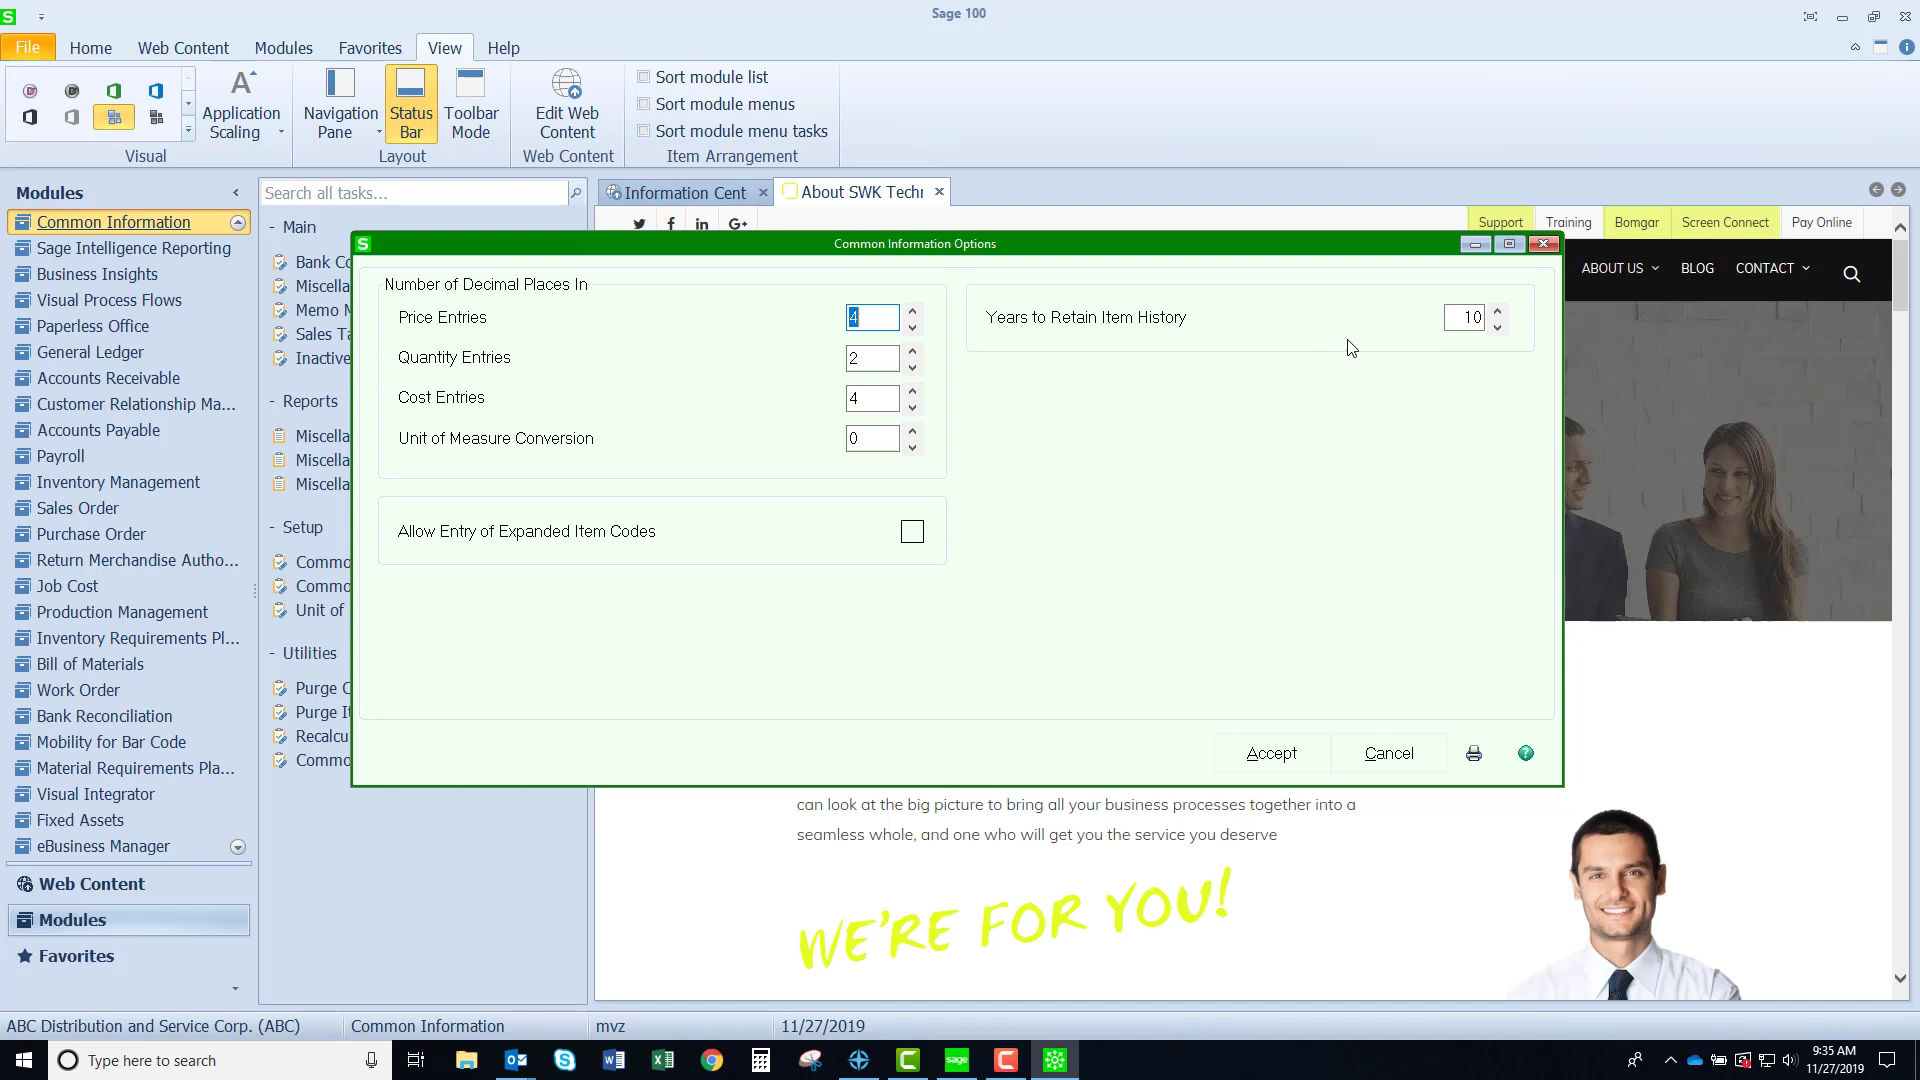 Sage 100
File
Home
Web Content
Modules
Favorites
View
Help
Application Scaling
Visual
Navigation Pane
Status Bar
Toolbar Mode
Layout
Edit Web Content
Web Content
Sort module list
Sort module menus
Sort module menu tasks
Item Arrangement
Modules
Common Information
Sage Intelligence Reporting
Business Insights
Visual Process Flows
Paperless Office
General Ledger
Accounts Receivable
Customer Relationship Ma...
Accounts Payable
Payroll
Inventory Management
Sales Order
Purchase Order
Return Merchandise Autho...
Job Cost
Production Management
Inventory Requirements Pl...
Bill of Materials
Work Order
Bank Reconciliation
Mobility for Bar Code
Material Requirements Pla...
Visual Integrator
Fixed Assets
eBusiness Manager
Web Content
Modules
Favorites
Search all tasks...
- Main
Bank Co
Miscella
Memo M
Sales Ta
Inactive
- Reports
Miscella
Miscella
Miscella
- Setup
Commo
Commo
Unit of
- Utilities
Purge C
Purge It
Recalcu
Commo
Information Cent
About SWK Techr
Support
Training
Bomgar
Screen Connect
Pay Online
ABOUT US
BLOG
CONTACT
Common Information Options
Number of Decimal Places In
Price Entries 4
Quantity Entries 2
Cost Entries 4
Unit of Measure Conversion 0
Allow Entry of Expanded Item Codes
Years to Retain Item History 10
Accept
Cancel
can look at the big picture to bring all your business processes together into a
seamless whole, and one who will get you the service you deserve
WE'RE FOR YOU!
ABC Distribution and Service Corp. (ABC)
Common Information
mvz
11/27/2019
Type here to search
sage
9:35 AM
11/27/2019